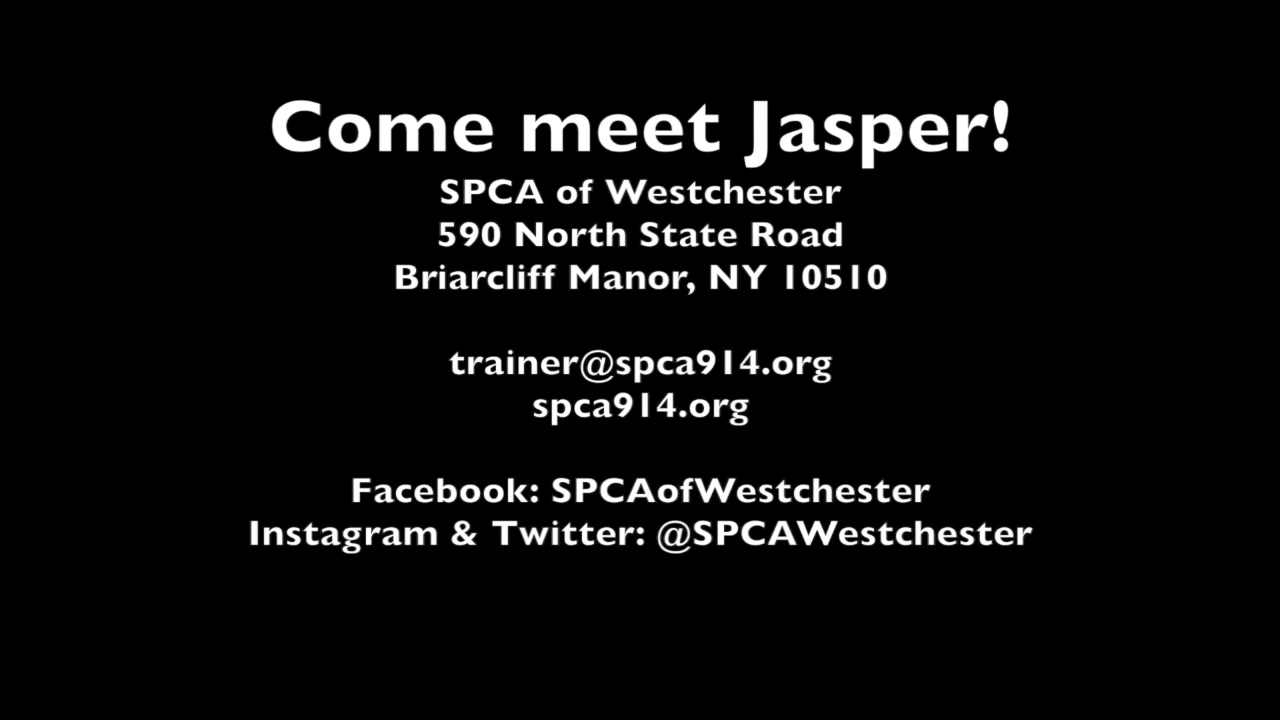 Come meet Jasper!
SPCA of Westchester
590 North State Road
Briarcliff Manor, NY 10510
trainer@spca914.org
spca914.org
Facebook: SPCAofWestchester
Instagram & Twitter: @SPCAWestchester